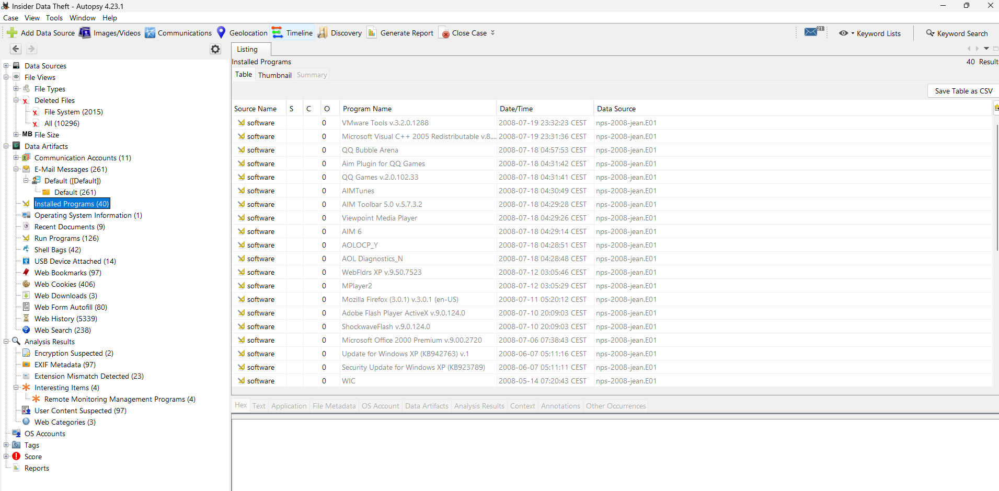 Insider Data Theft - Autopsy 4.23.1
Case View Tools Window Help
Add Data Source Images/Videos Communications Geolocation Timeline Discovery Generate Report Close Case 21 Keyword Lists Keyword Search
Listing
Installed Programs 40 Result
Table Thumbnail Summary
Save Table as CSV
Data Sources
File Views
File Types
Deleted Files
File System (2015)
All (10296)
MB File Size
Data Artifacts
Communication Accounts (11)
E-Mail Messages (261)
Default ([Default])
Default (261)
Installed Programs (40)
Operating System Information (1)
Recent Documents (9)
Run Programs (126)
Shell Bags (42)
USB Device Attached (14)
Web Bookmarks (97)
Web Cookies (406)
Web Downloads (3)
Web Form Autofill (80)
Web History (5339)
Web Search (238)
Analysis Results
Encryption Suspected (2)
EXIF Metadata (97)
Extension Mismatch Detected (23)
Interesting Items (4)
Remote Monitoring Management Programs (4)
User Content Suspected (97)
Web Categories (3)
OS Accounts
Tags
Score
Reports
Source Name S C O Program Name Date/Time Data Source
software 0 VMware Tools v.3.2.0.1288 2008-07-19 23:32:23 CEST nps-2008-jean.E01
software 0 Microsoft Visual C++ 2005 Redistributable v.8.... 2008-07-19 23:31:36 CEST nps-2008-jean.E01
software 0 QQ Bubble Arena 2008-07-18 04:57:53 CEST nps-2008-jean.E01
software 0 Aim Plugin for QQ Games 2008-07-18 04:31:42 CEST nps-2008-jean.E01
software 0 QQ Games v.2.0.102.33 2008-07-18 04:31:41 CEST nps-2008-jean.E01
software 0 AIMTunes 2008-07-18 04:30:49 CEST nps-2008-jean.E01
software 0 AIM Toolbar 5.0 v.5.7.3.2 2008-07-18 04:29:28 CEST nps-2008-jean.E01
software 0 Viewpoint Media Player 2008-07-18 04:29:26 CEST nps-2008-jean.E01
software 0 AIM 6 2008-07-18 04:29:14 CEST nps-2008-jean.E01
software 0 AOLOCP_Y 2008-07-18 04:28:51 CEST nps-2008-jean.E01
software 0 AOL Diagnostics_N 2008-07-18 04:28:48 CEST nps-2008-jean.E01
software 0 WebFldrs XP v.9.50.7523 2008-07-12 03:05:46 CEST nps-2008-jean.E01
software 0 MPlayer2 2008-07-12 03:05:29 CEST nps-2008-jean.E01
software 0 Mozilla Firefox (3.0.1) v.3.0.1 (en-US) 2008-07-11 05:20:12 CEST nps-2008-jean.E01
software 0 Adobe Flash Player ActiveX v.9.0.124.0 2008-07-10 20:09:03 CEST nps-2008-jean.E01
software 0 ShockwaveFlash v.9.0.124.0 2008-07-10 20:09:03 CEST nps-2008-jean.E01
software 0 Microsoft Office 2000 Premium v.9.00.2720 2008-07-06 07:38:43 CEST nps-2008-jean.E01
software 0 Update for Windows XP (KB942763) v.1 2008-06-07 05:11:16 CEST nps-2008-jean.E01
software 0 Security Update for Windows XP (KB923789) 2008-06-07 05:11:11 CEST nps-2008-jean.E01
software 0 WIC 2008-05-14 07:20:43 CEST nps-2008-jean.E01
Hex Text Application File Metadata OS Account Data Artifacts Analysis Results Context Annotations Other Occurrences